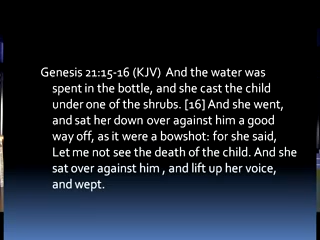 Genesis 21:15-16 (KJV)  And the water was
spent in the bottle, and she cast the child
under one of the shrubs. [16] And she went,
and sat her down over against him a good
way off, as it were a bowshot: for she said,
Let me not see the death of the child. And she
sat over against him , and lift up her voice,
and wept.